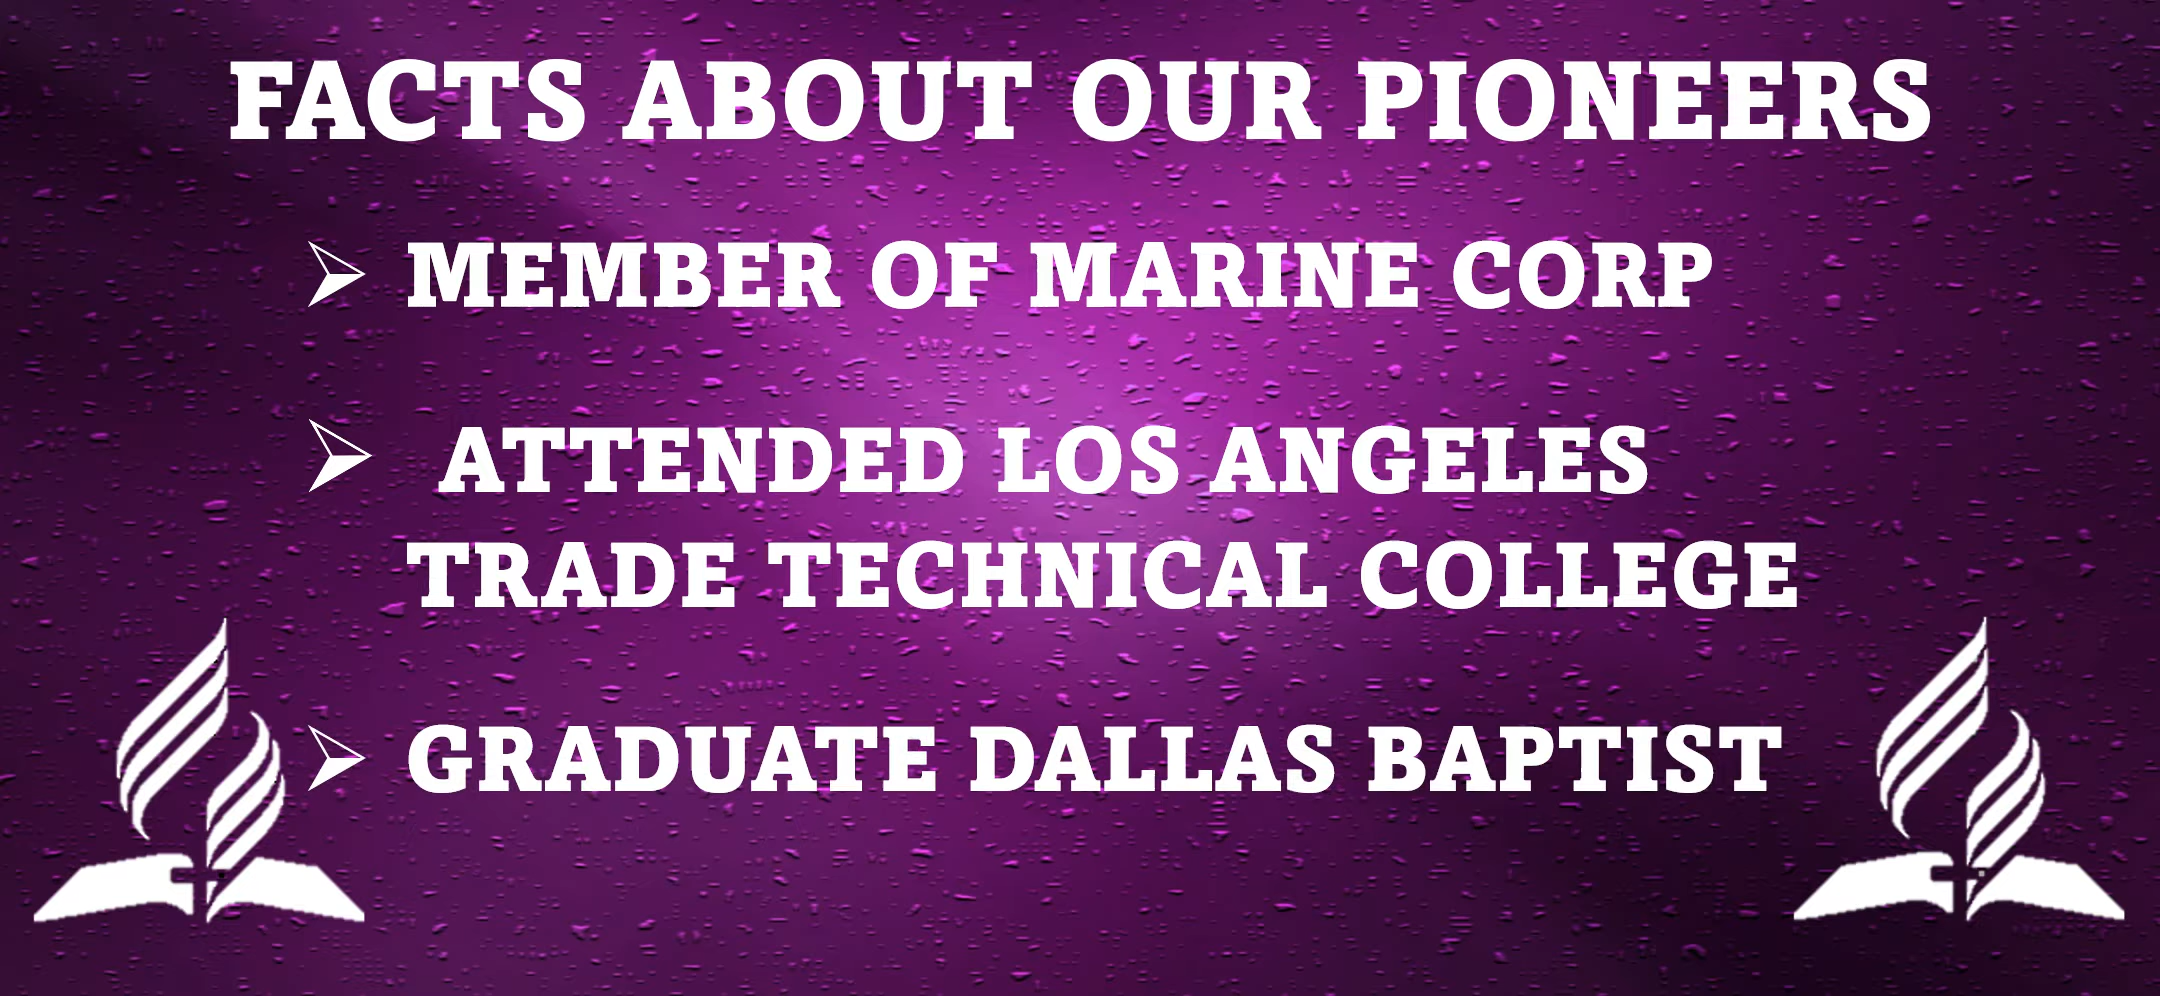 FACTS ABOUT OUR PIONEERS
➢ MEMBER OF MARINE CORP
➢ ATTENDED LOS ANGELES
TRADE TECHNICAL COLLEGE
➢ GRADUATE DALLAS BAPTIST